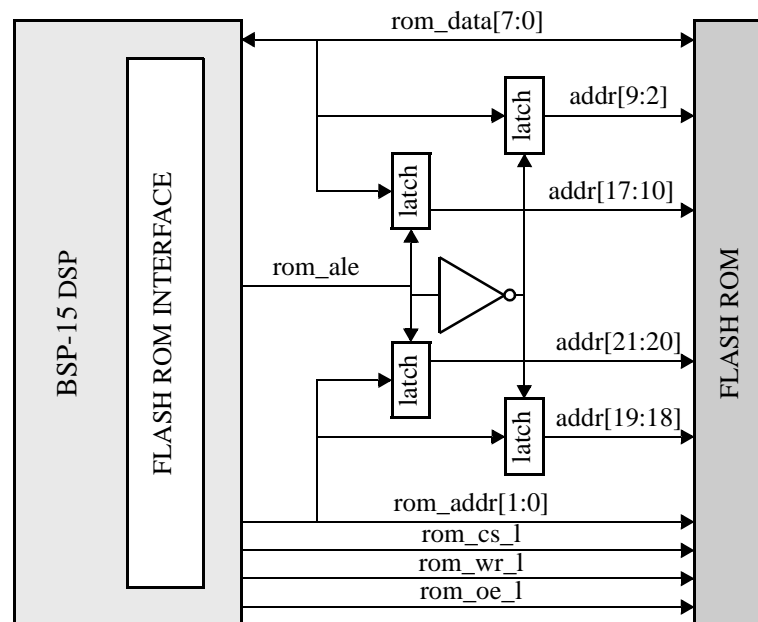 rom_data[7:0]
addr[9:2]
latch
latch
addr[17:10]
BSP-15 DSP
FLASH ROM INTERFACE
rom_ale
FLASH ROM
addr[21:20]
latch
addr[19:18]
latch
rom_addr[1:0]
rom_cs_l
rom_wr_l
rom_oe_l